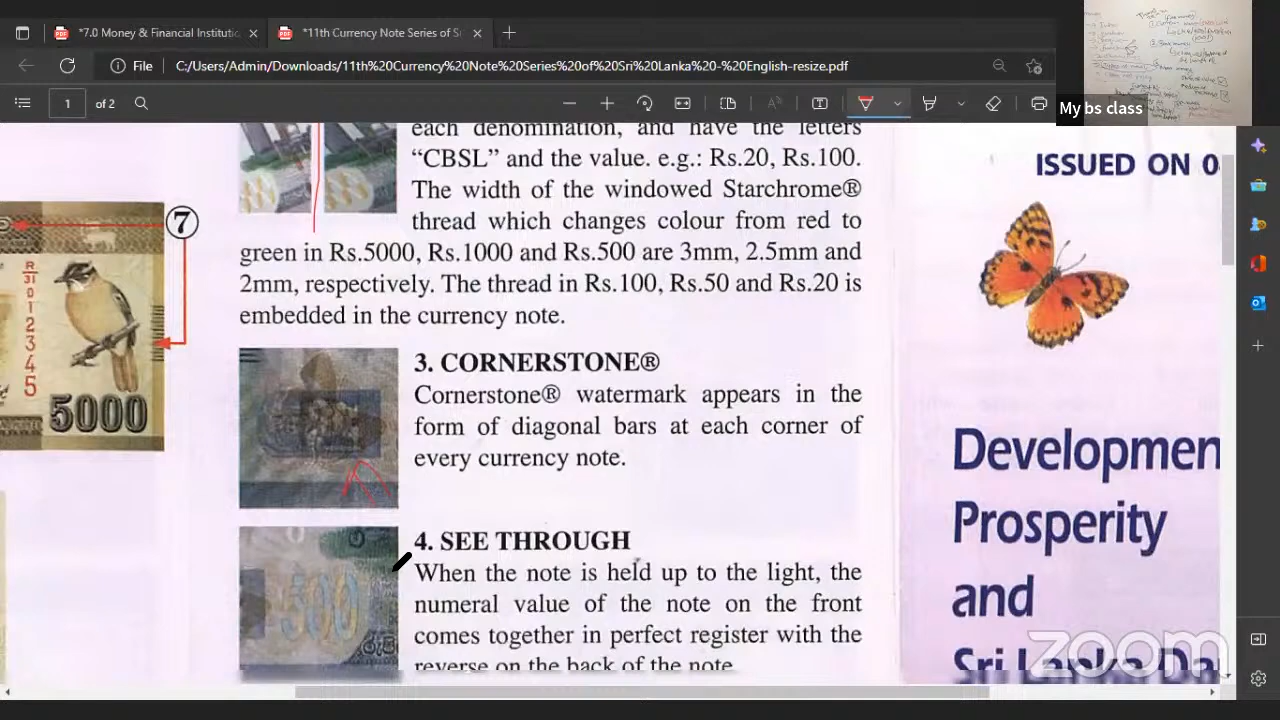 *7.0 Money & Financial Instituti
*11th Currency Note Series of S
File
C:/Users/Admin/Downloads/11th%20Currency%20Note%20Series%20of%20Sri%20Lanka%20-%20English-resize.pdf
1 of 2
My bs class
each denomination, and have the letters
“CBSL” and the value. e.g.: Rs.20, Rs.100.
The width of the windowed Starchrome®
thread which changes colour from red to
green in Rs.5000, Rs.1000 and Rs.500 are 3mm, 2.5mm and
2mm, respectively. The thread in Rs.100, Rs.50 and Rs.20 is
embedded in the currency note.
3. CORNERSTONE®
Cornerstone® watermark appears in the
form of diagonal bars at each corner of
every currency note.
4. SEE THROUGH
When the note is held up to the light, the
numeral value of the note on the front
comes together in perfect register with the
reverse on the back of the note.
7
R/31 012345
5000
500
ISSUED ON 0
Developmen
Prosperity
and
Sri Lanka Da
zoom